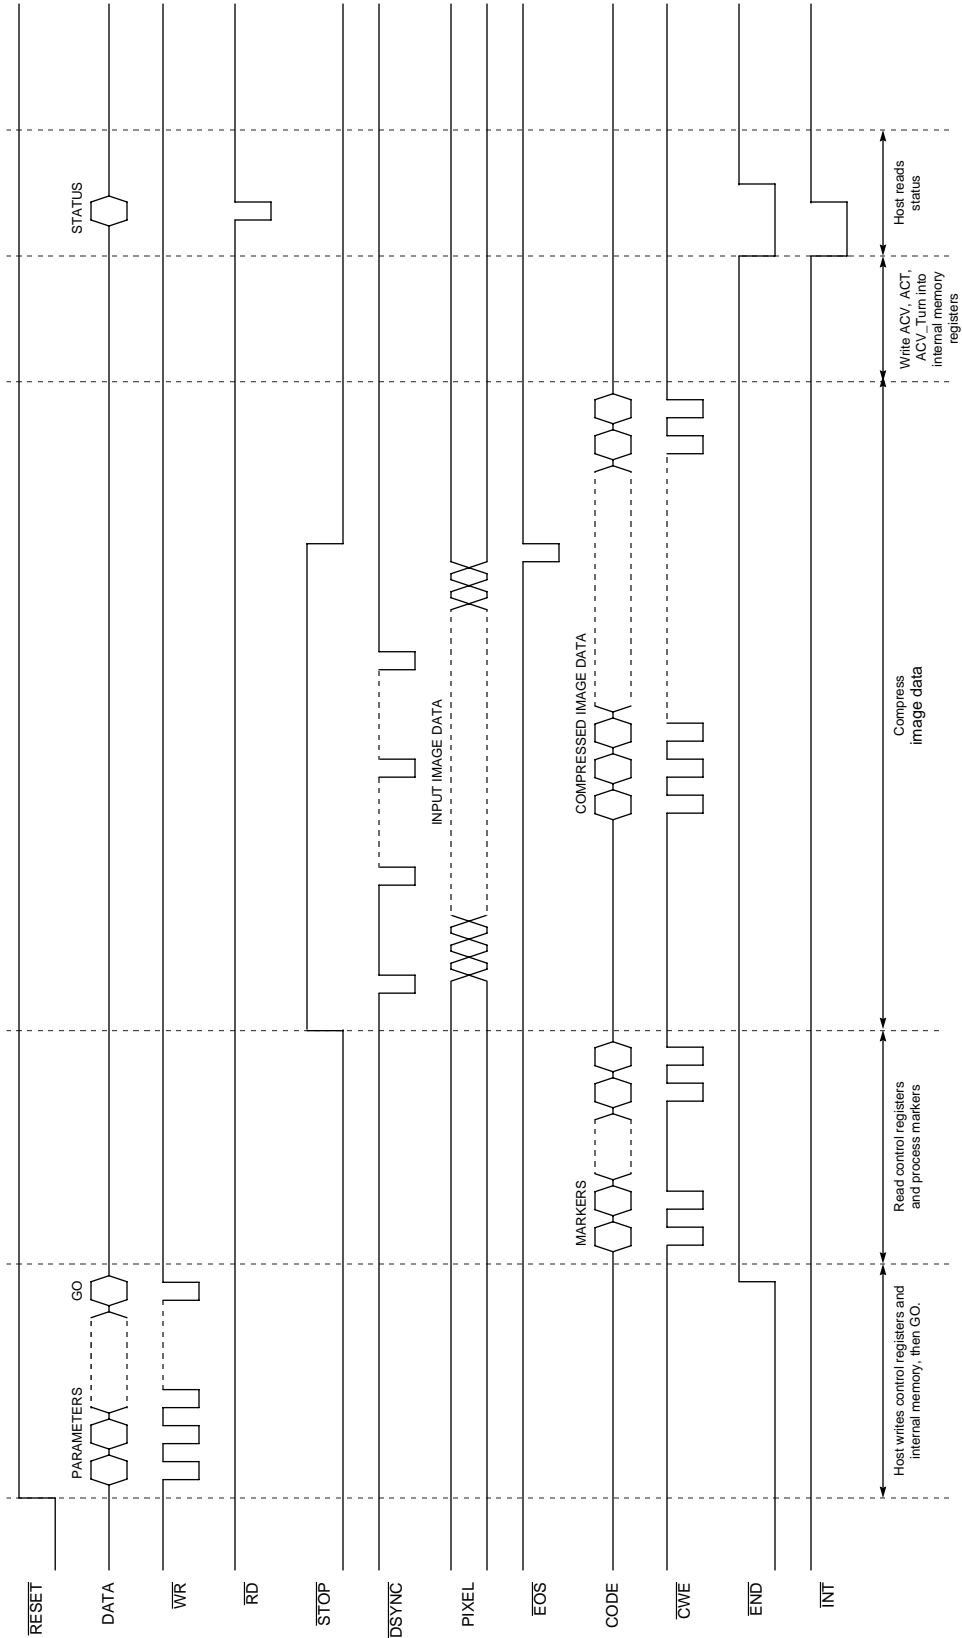 RESET
DATA
PARAMETERS
GO
STATUS
WR
RD
STOP
DSYNC
PIXEL
INPUT IMAGE DATA
EOS
CODE
MARKERS
COMPRESSED IMAGE DATA
CWE
END
INT
Host writes control registers and
internal memory, then GO.
Read control registers
and process markers
Compress
image data
Write ACV, ACT,
ACV_Turn into
internal memory
registers
Host reads
status